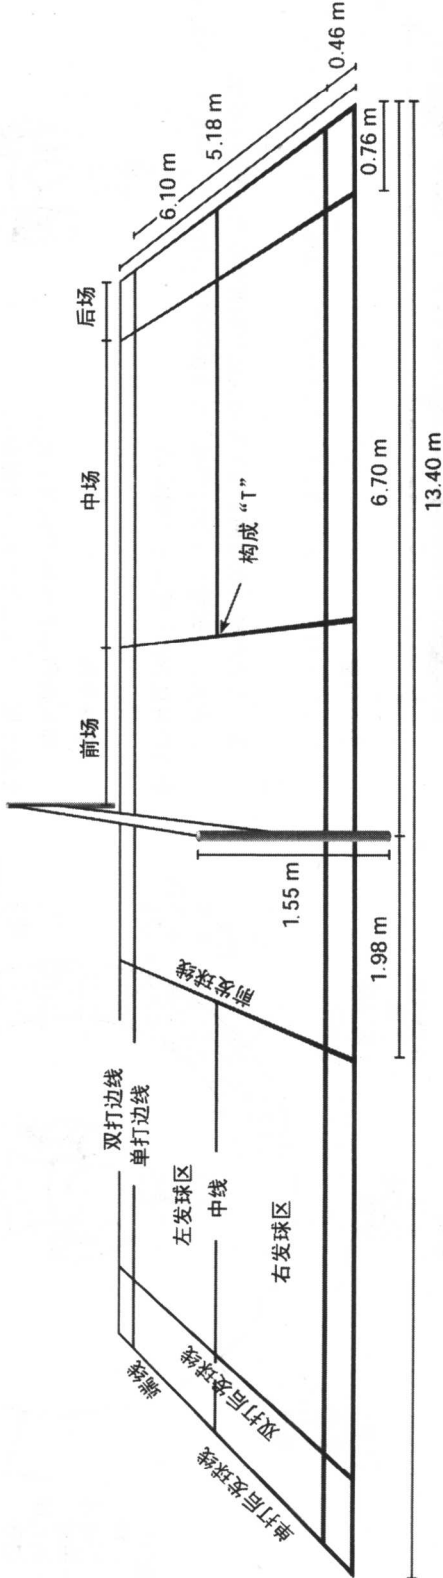 前场
中场
后场
6.10 m
5.18 m
0.46 m
0.76 m
构成“T”
6.70 m
13.40 m
1.55 m
1.98 m
前发球线
双打边线
单打边线
左发球区
中线
右发球区
端线
双打后发球线
单打后发球线